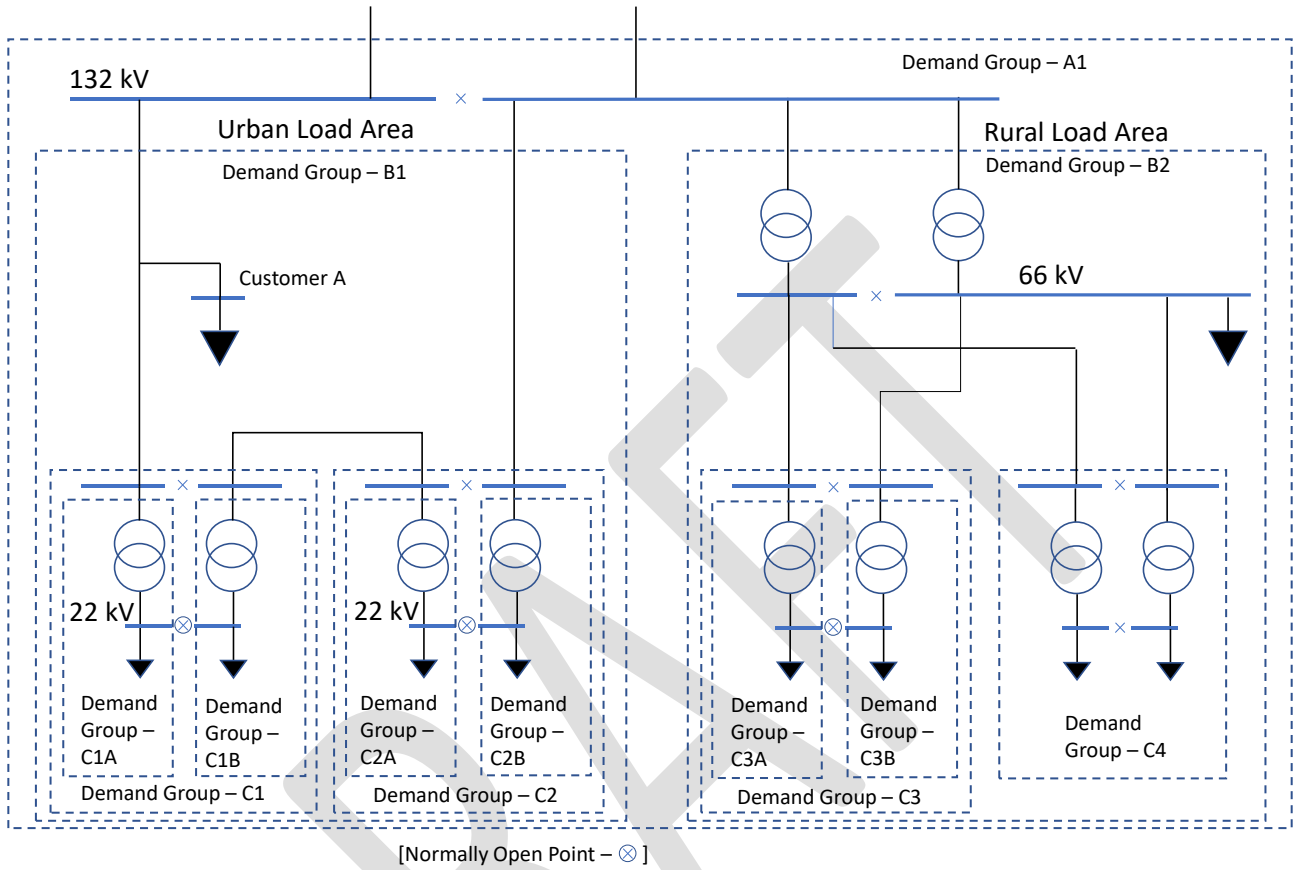 Demand Group – A1
132 kV
Urban Load Area
Rural Load Area
Demand Group – B1
Demand Group – B2
Customer A
66 kV
22 kV
22 kV
Demand
Group –
C1A
Demand
Group –
C1B
Demand
Group –
C2A
Demand
Group –
C2B
Demand
Group –
C3A
Demand
Group –
C3B
Demand
Group – C4
Demand Group – C1
Demand Group – C2
Demand Group – C3
[Normally Open Point – ⊗ ]
DRAFT